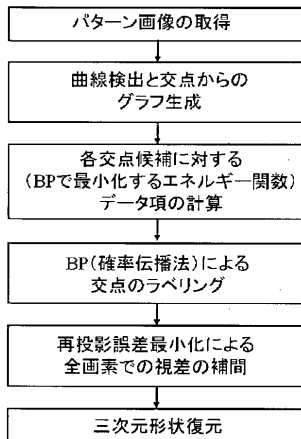 パターン画像の取得
曲線検出と交点からの
グラフ生成
各交点候補に対する
(BPで最小化するエネルギー関数)
データ項の計算
BP(確率伝播法)による
交点のラベリング
再投影誤差最小化による
全画素での視差の補間
三次元形状復元